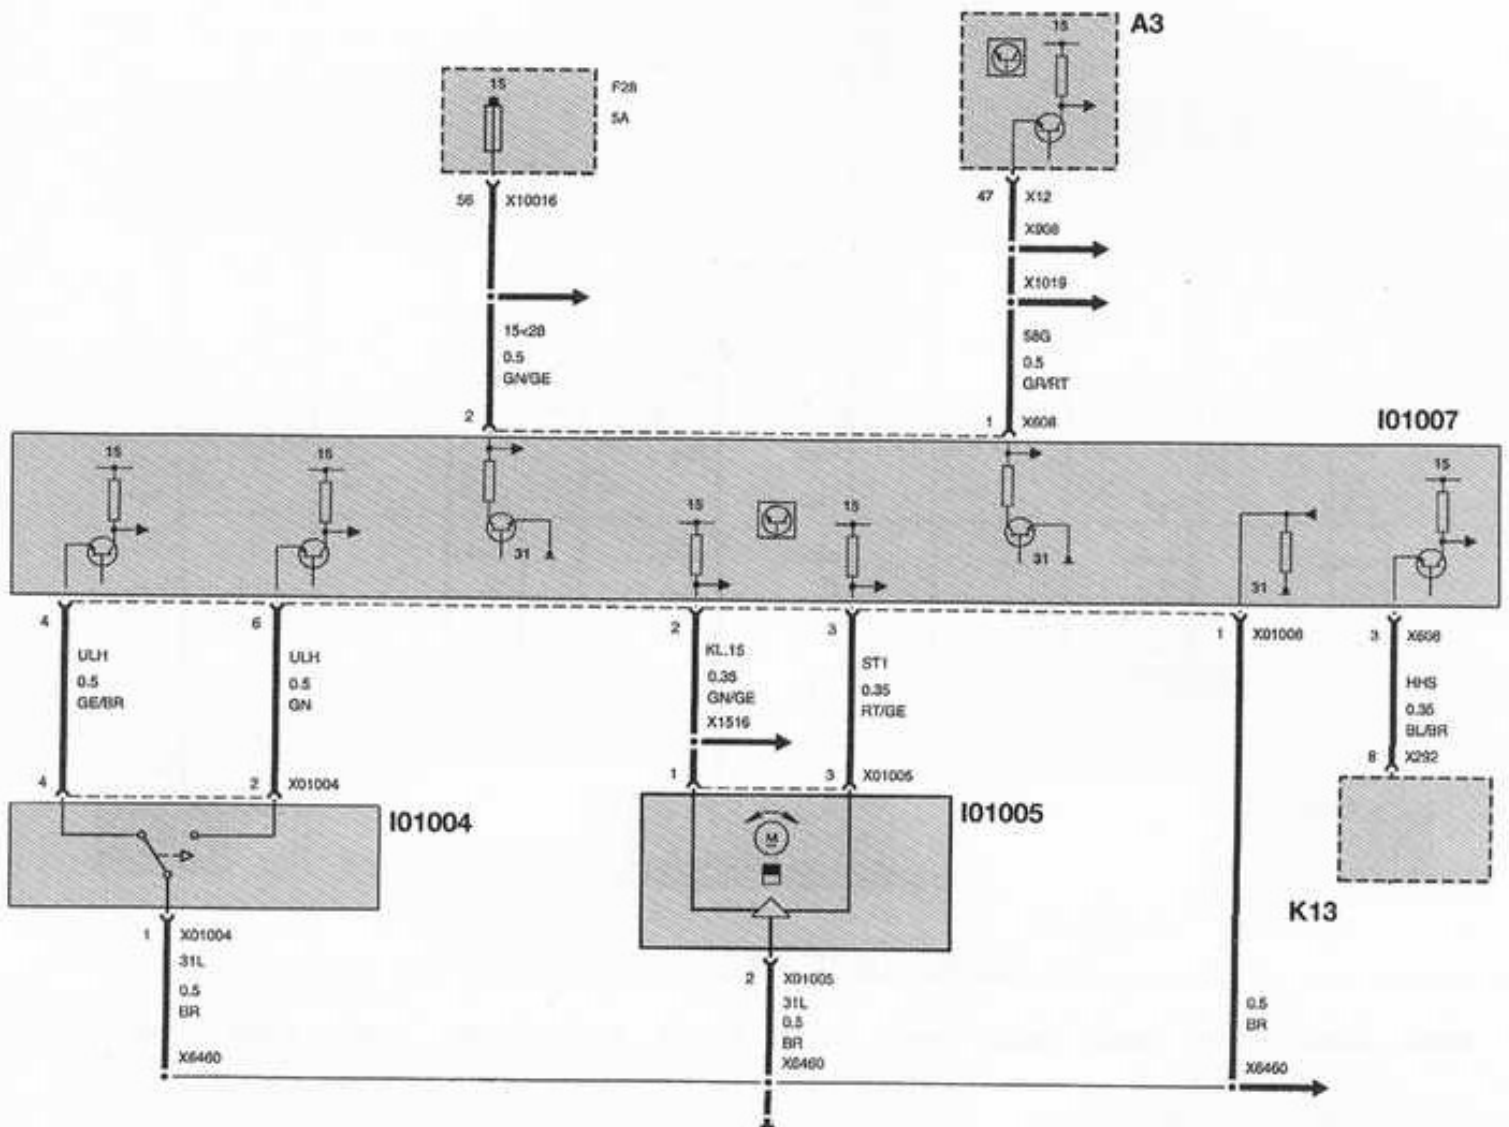 A3
15
15
F28
5A
56
X10016
47
X12
X908
X1019
15<28
0.5
GN/GE
58G
0.5
GR/RT
2
1
X608
I01007
15
15
15
15
15
31
31
31
4
6
2
3
1
X01008
3
X608
ULH
0.5
GE/BR
ULH
0.5
GN
KL.15
0.35
GN/GE
X1516
ST1
0.35
RT/GE
HHS
0.35
BL/BR
8
X292
4
2
X01004
1
3
X01005
I01004
I01005
M
K13
1
X01004
31L
0.5
BR
X6460
2
X01005
31L
0.5
BR
X6460
0.5
BR
X6460